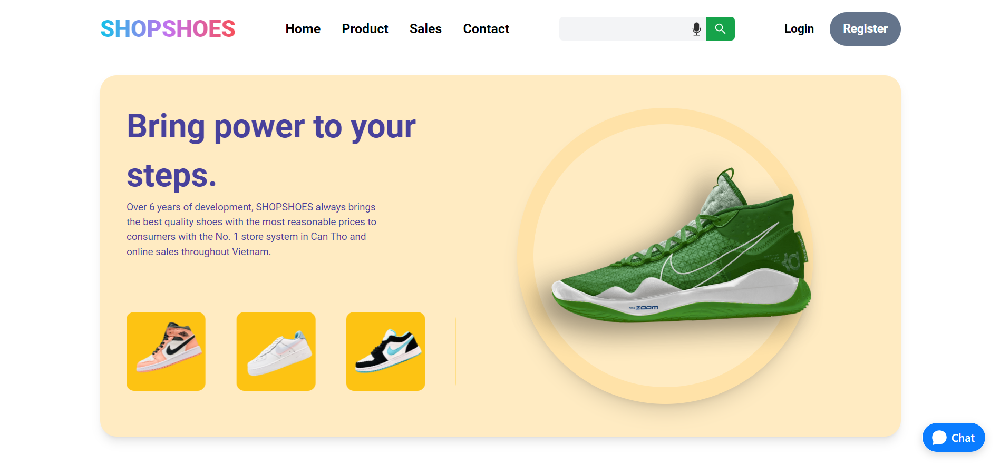 SHOPSHOES
Home Product Sales Contact
Login Register
Bring power to your
steps.
Over 6 years of development, SHOPSHOES always brings
the best quality shoes with the most reasonable prices to
consumers with the No. 1 store system in Can Tho and
online sales throughout Vietnam.
ZOOM
Chat